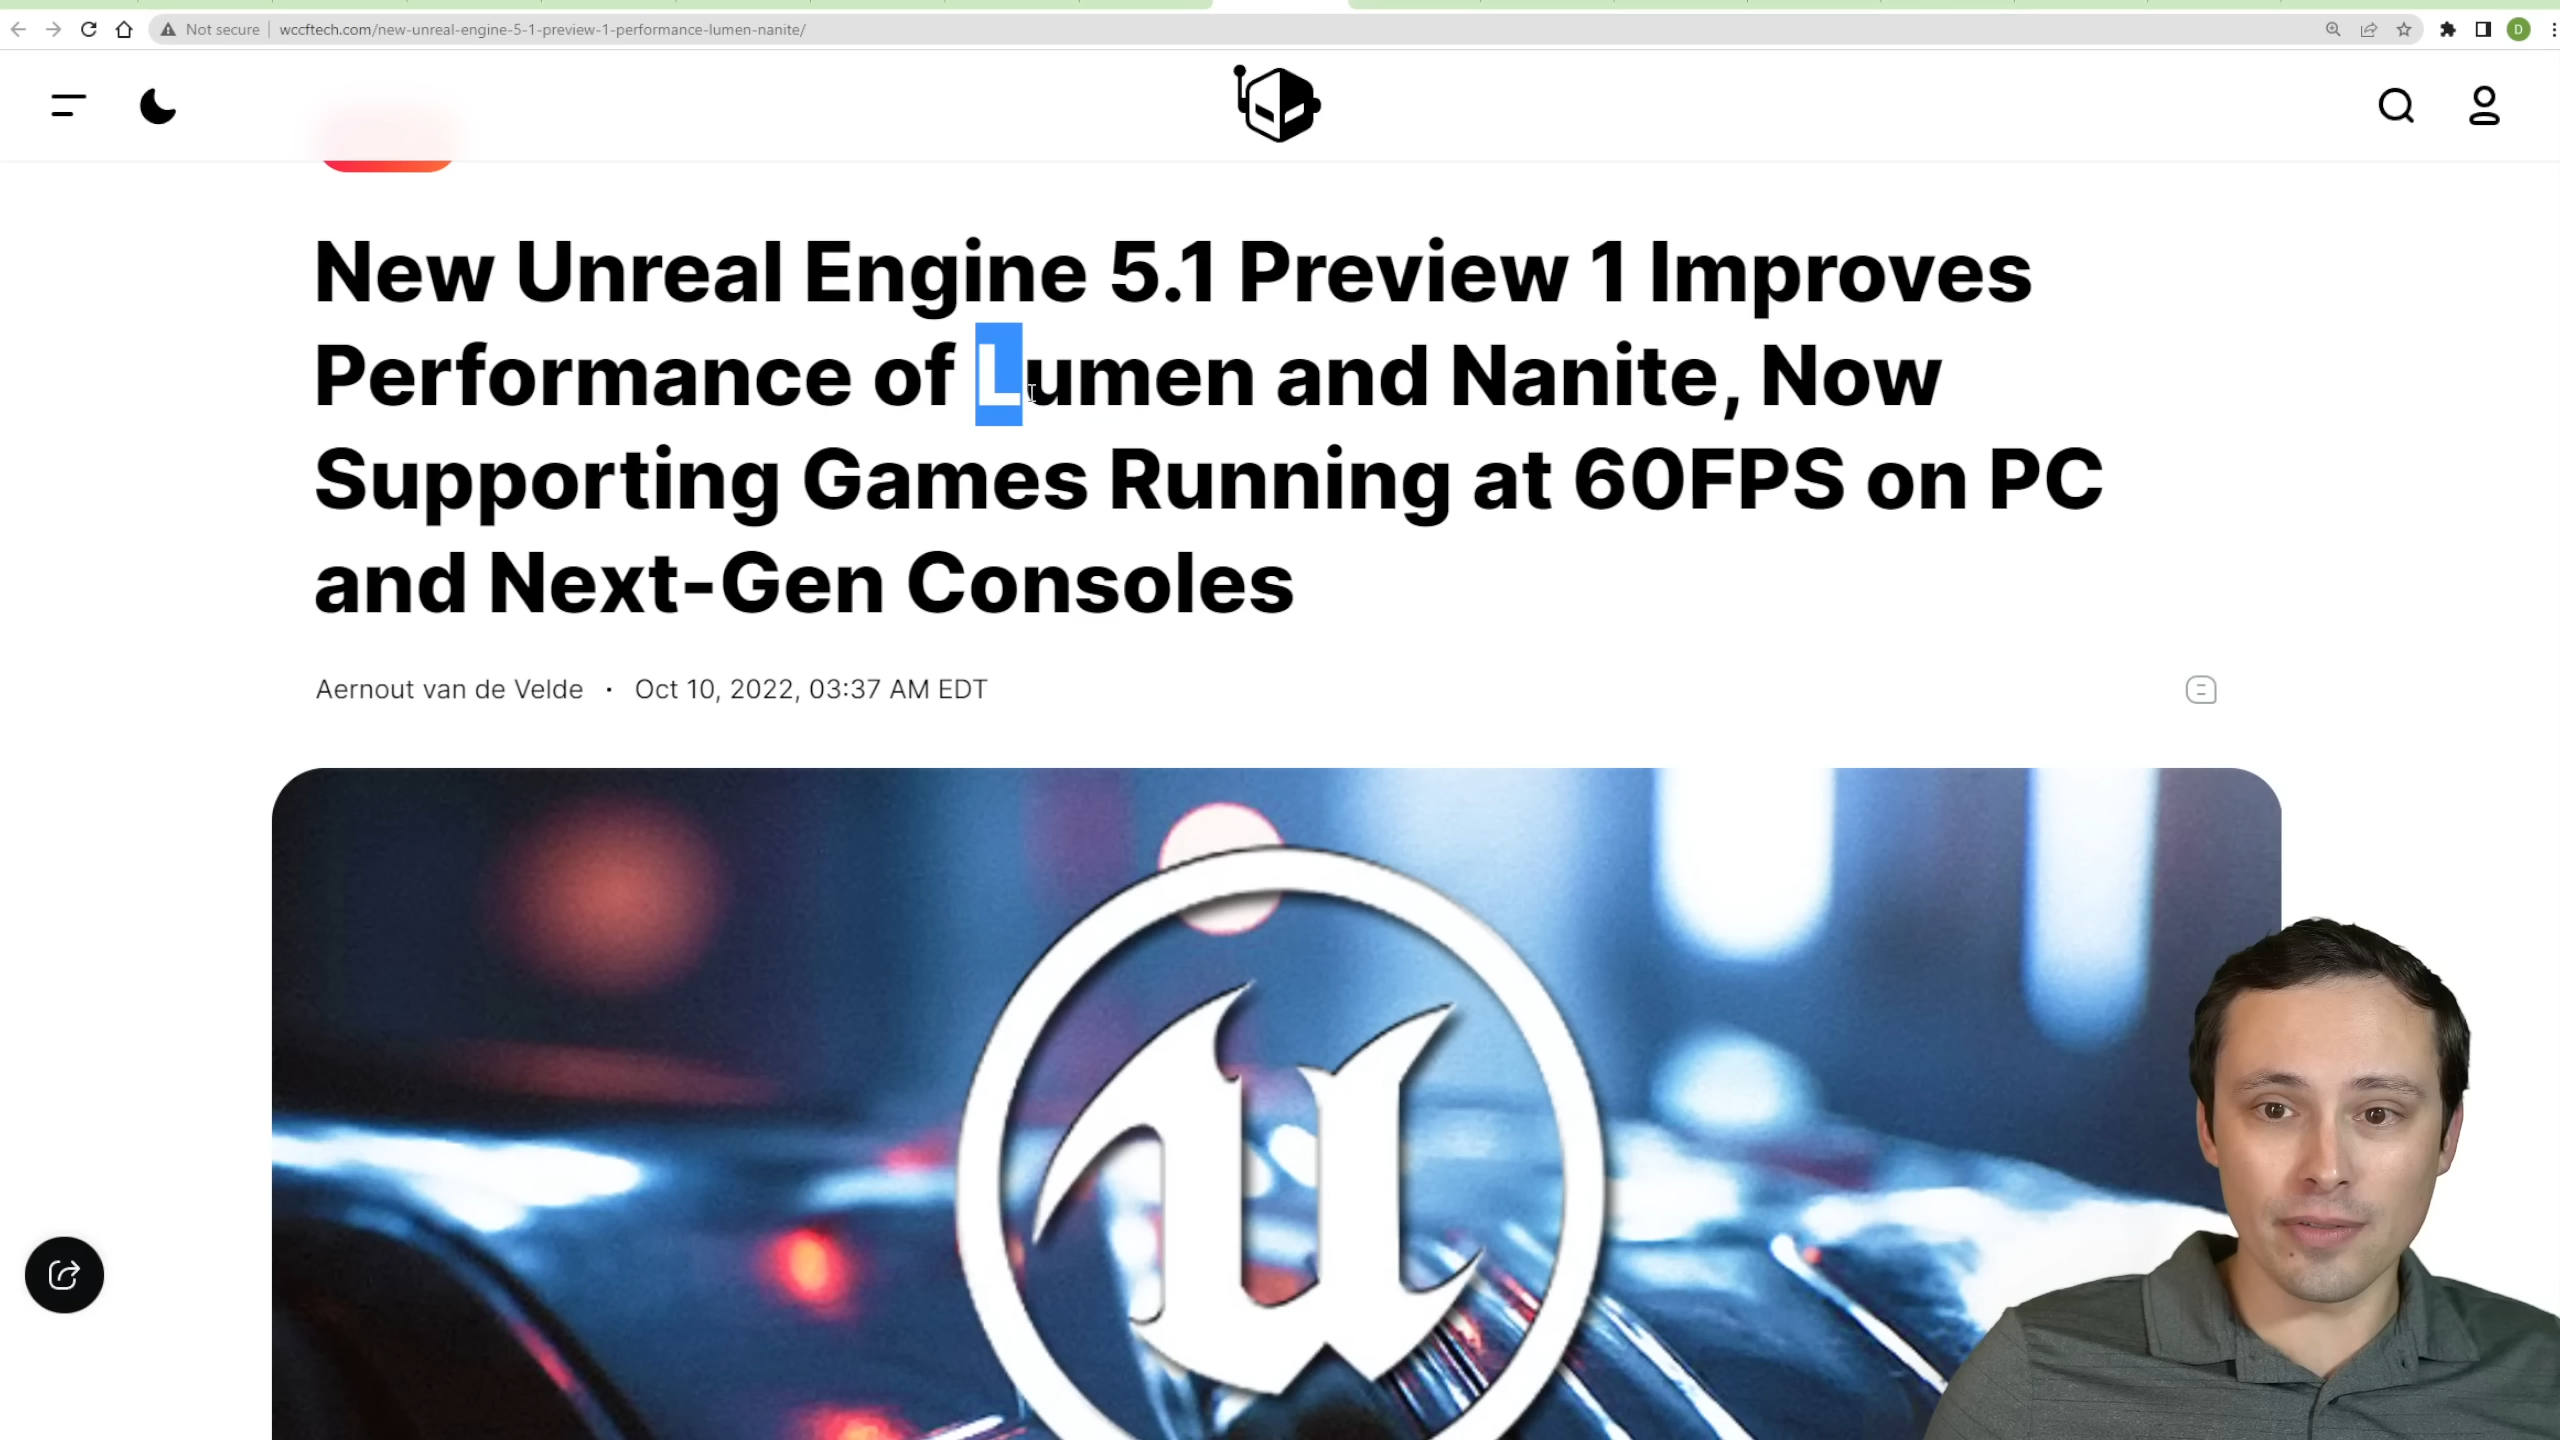 Not secure
wccftech.com/new-unreal-engine-5-1-preview-1-performance-lumen-nanite/
D
New Unreal Engine 5.1 Preview 1 Improves
Performance of Lumen and Nanite, Now
Supporting Games Running at 60FPS on PC
and Next-Gen Consoles
Aernout van de Velde • Oct 10, 2022, 03:37 AM EDT